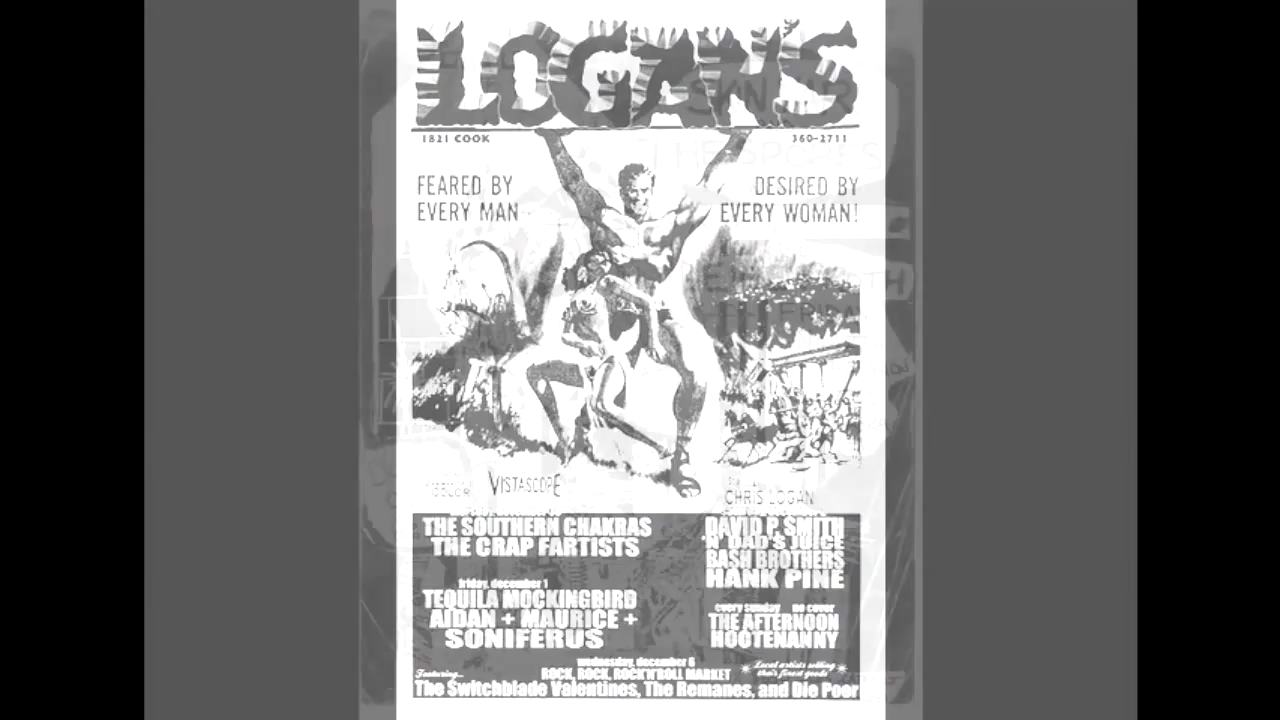 LOGAN'S
1821 COOK
360-2711
FEARED BY
EVERY MAN
DESIRED BY
EVERY WOMAN!
COLOR
VISTASCOPE
CHRIS LOGAN
THE SOUTHERN CHAKRAS
THE CRAP FARTISTS
friday, december 1
TEQUILA MOCKINGBIRD
AIDAN + MAURICE +
SONIFERUS
DAVID P. SMITH
'N' DAD'S JUICE
BASH BROTHERS
HANK PINE
every sunday no cover
THE AFTERNOON
HOOTENANNY
wednesday, december 6
ROCK, ROCK, ROCK'N'ROLL MARKET
Local artists selling
their finest goods
Featuring...
The Switchblade Valentines, The Remanes, and Die Poor